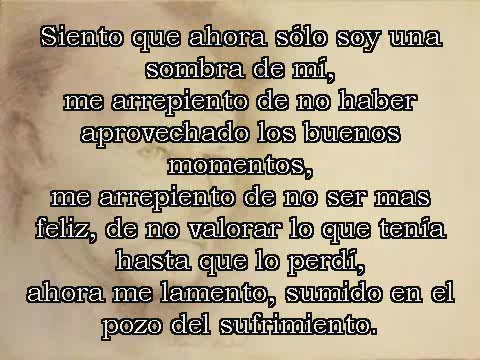 Siento que ahora sólo soy una
sombra de mí,
me arrepiento de no haber
aprovechado los buenos
momentos,
me arrepiento de no ser mas
feliz, de no valorar lo que tenía
hasta que lo perdí,
ahora me lamento, sumido en el
pozo del sufrimiento.